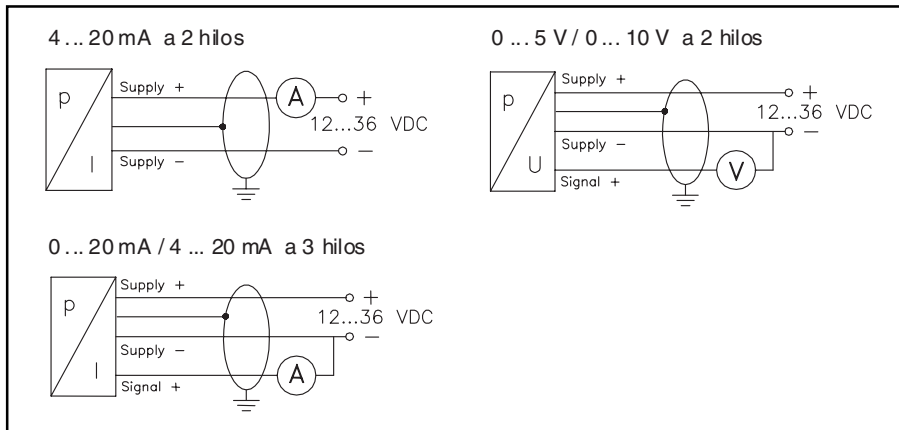 4 ... 20 mA a 2 hilos
p
I
Supply +
Supply −
A
+
12...36 VDC
−
0 ... 5 V / 0 ... 10 V a 2 hilos
p
U
Supply +
Supply −
Signal +
V
+
12...36 VDC
−
0 ... 20 mA / 4 ... 20 mA a 3 hilos
p
I
Supply +
Supply −
Signal +
A
+
12...36 VDC
−